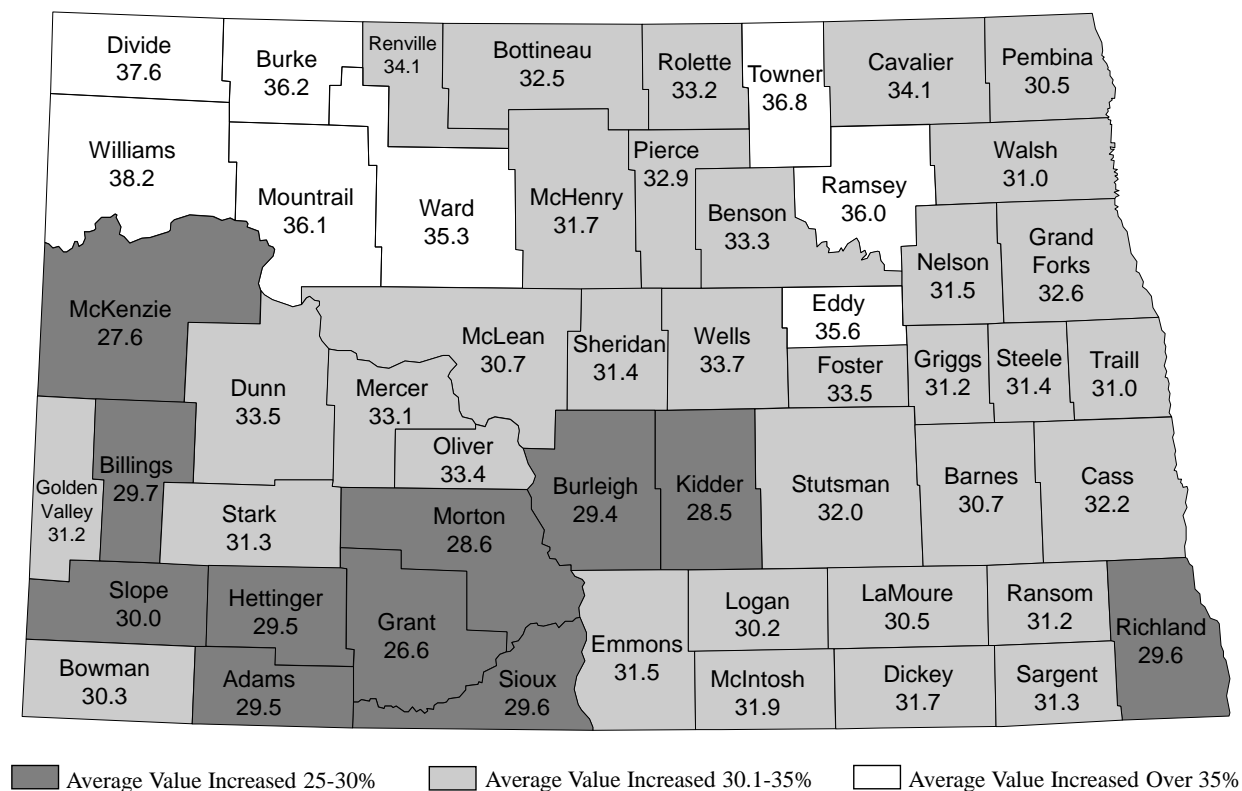 Divide
37.6
Burke
36.2
Renville
34.1
Bottineau
32.5
Rolette
33.2
Towner
36.8
Cavalier
34.1
Pembina
30.5
Williams
38.2
Mountrail
36.1
Ward
35.3
McHenry
31.7
Pierce
32.9
Benson
33.3
Ramsey
36.0
Walsh
31.0
Nelson
31.5
Grand
Forks
32.6
McKenzie
27.6
Dunn
33.5
Mercer
33.1
Oliver
33.4
McLean
30.7
Sheridan
31.4
Wells
33.7
Eddy
35.6
Foster
33.5
Griggs
31.2
Steele
31.4
Traill
31.0
Golden
Valley
31.2
Billings
29.7
Stark
31.3
Morton
28.6
Burleigh
29.4
Kidder
28.5
Stutsman
32.0
Barnes
30.7
Cass
32.2
Slope
30.0
Hettinger
29.5
Grant
26.6
Emmons
31.5
Logan
30.2
LaMoure
30.5
Ransom
31.2
Richland
29.6
Bowman
30.3
Adams
29.5
Sioux
29.6
McIntosh
31.9
Dickey
31.7
Sargent
31.3
Average Value Increased 25-30%
Average Value Increased 30.1-35%
Average Value Increased Over 35%